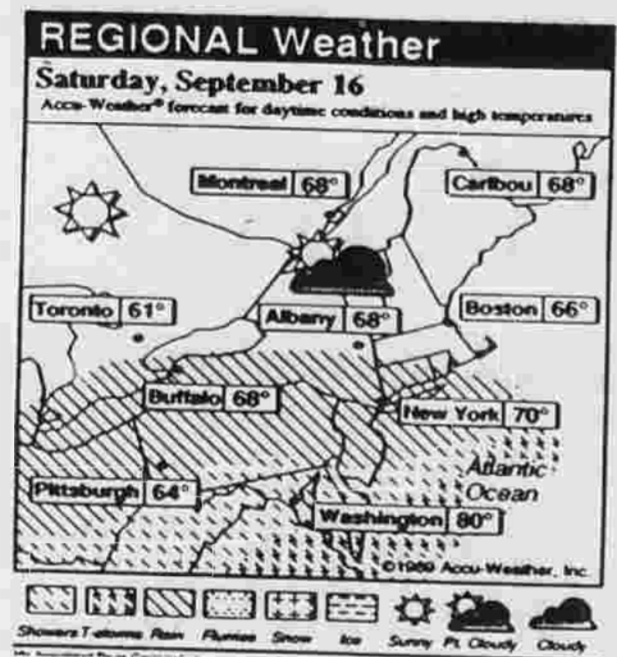 REGIONAL Weather
Saturday, September 16
Accu-Weather® forecast for daytime conditions and high temperatures
Montreal 68°
Caribou 68°
Toronto 61°
Albany 68°
Boston 66°
Buffalo 68°
New York 70°
Atlantic
Ocean
Pittsburgh 64°
Washington 80°
©1989 Accu-Weather, Inc.
Showers T-storms Rain Flurries Snow Ice Sunny Pt. Cloudy Cloudy